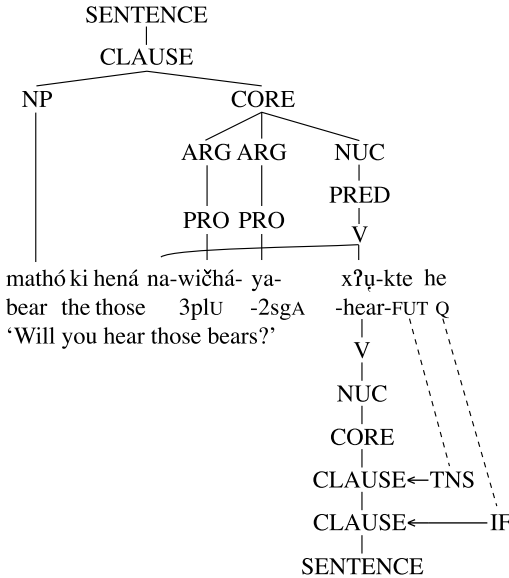 SENTENCE
CLAUSE
NP CORE
ARG ARG NUC
PRED
PRO PRO
V
mathó ki hená na-wičhá- ya- xʔų-kte he
bear the those 3plU -2sgA -hear-FUT Q
‘Will you hear those bears?’
V
NUC
CORE
CLAUSE TNS
CLAUSE IF
SENTENCE